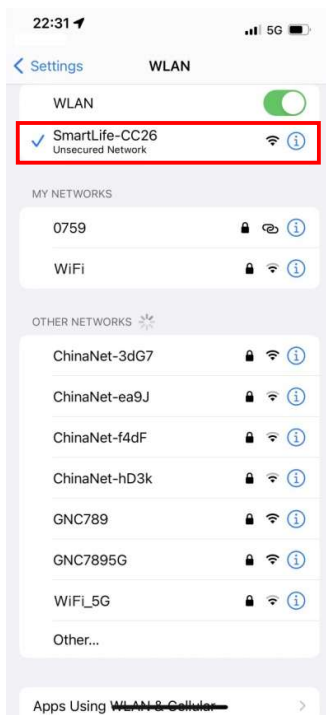 22:31
5G
Settings
WLAN
WLAN
SmartLife-CC26
Unsecured Network
MY NETWORKS
0759
WiFi
OTHER NETWORKS
ChinaNet-3dG7
ChinaNet-ea9J
ChinaNet-f4dF
ChinaNet-hD3k
GNC789
GNC7895G
WiFi_5G
Other...
Apps Using WLAN & Cellular